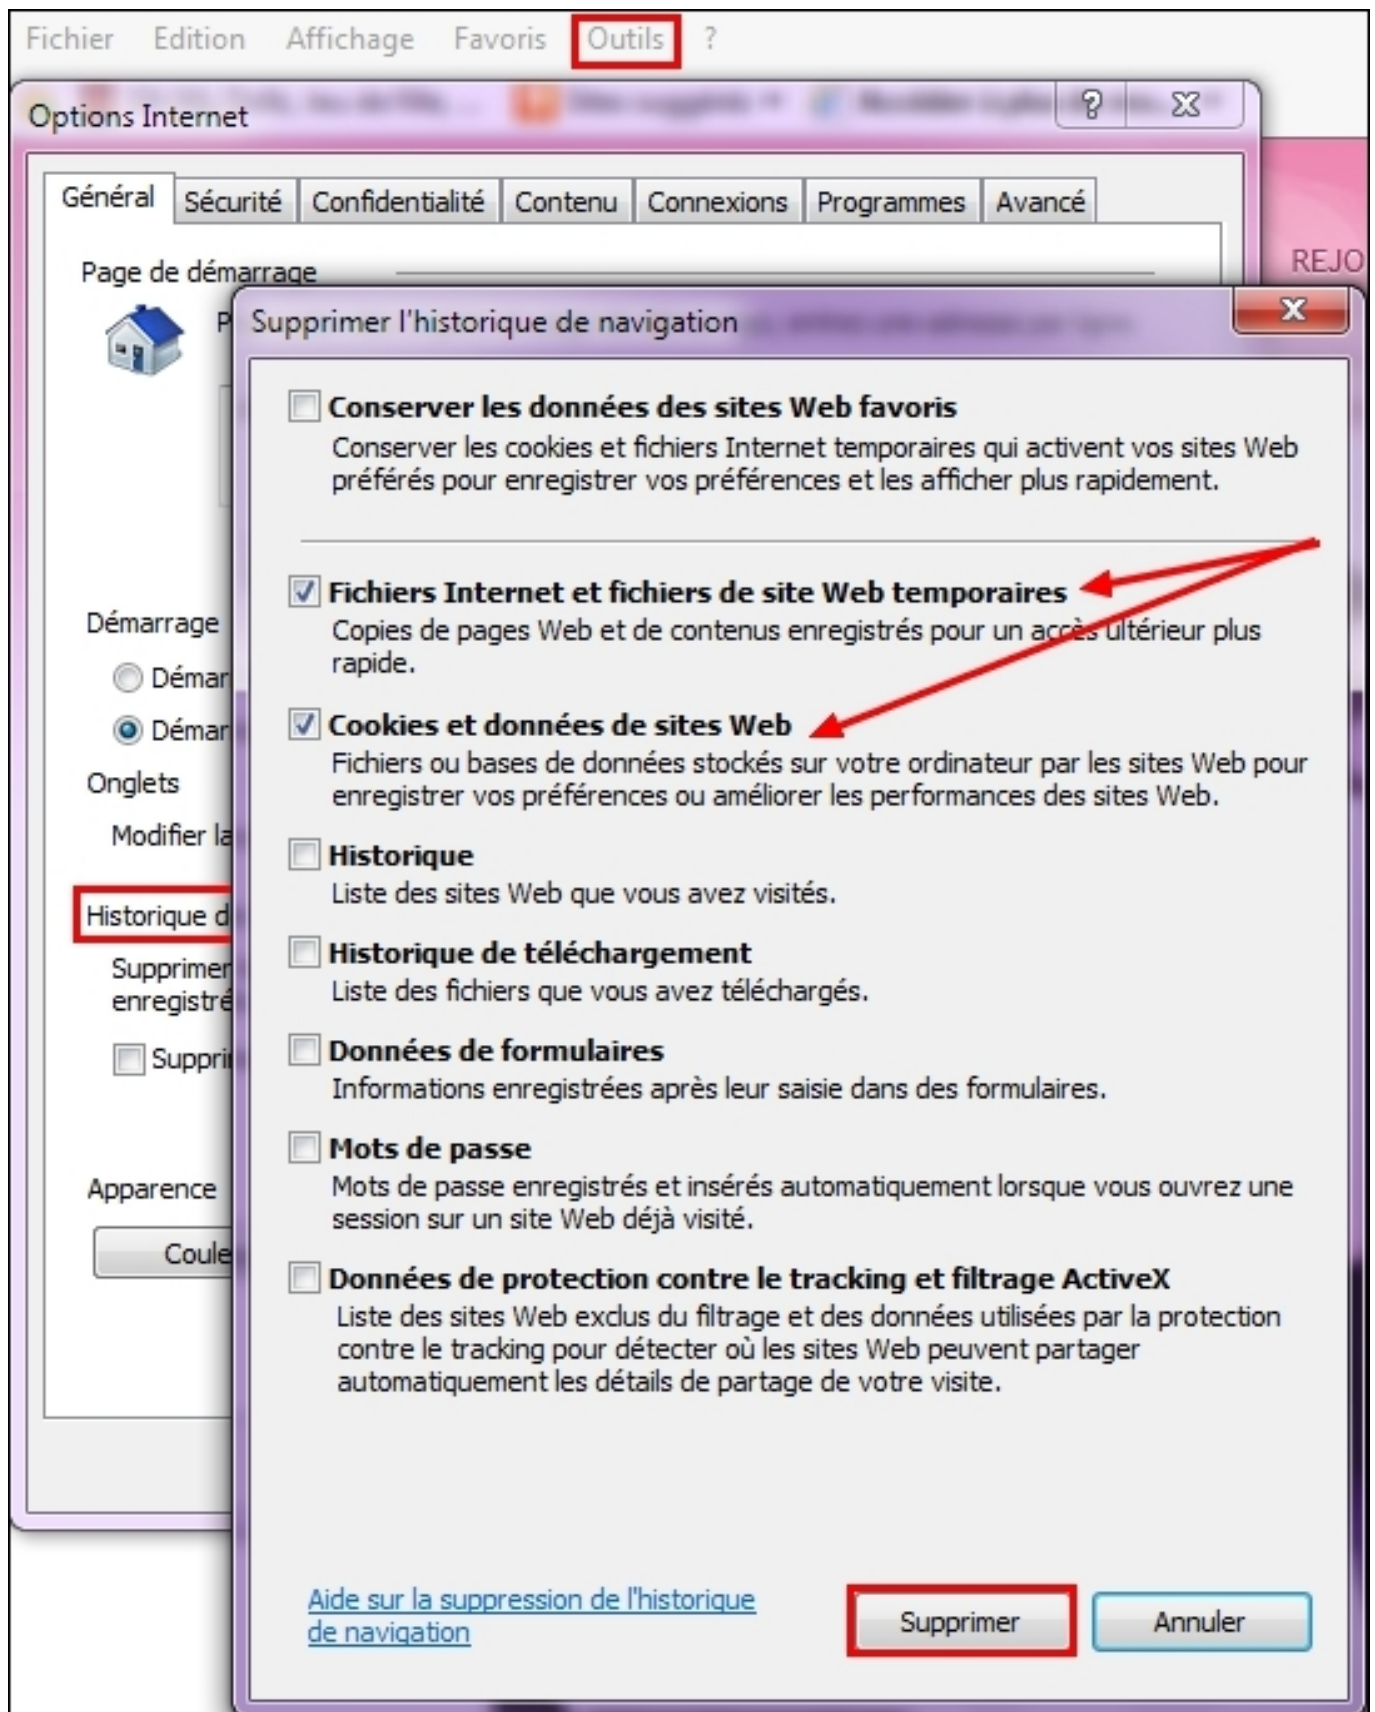 Fichier Edition Affichage Favoris Outils ?
Options Internet
Général Sécurité Confidentialité Contenu Connexions Programmes Avancé
REJO
Page de démarrage
P
Supprimer l'historique de navigation
Conserver les données des sites Web favoris
Conserver les cookies et fichiers Internet temporaires qui activent vos sites Web
préférés pour enregistrer vos préférences et les afficher plus rapidement.
Fichiers Internet et fichiers de site Web temporaires
Copies de pages Web et de contenus enregistrés pour un accès ultérieur plus
rapide.
Cookies et données de sites Web
Fichiers ou bases de données stockés sur votre ordinateur par les sites Web pour
enregistrer vos préférences ou améliorer les performances des sites Web.
Historique
Liste des sites Web que vous avez visités.
Historique de téléchargement
Liste des fichiers que vous avez téléchargés.
Données de formulaires
Informations enregistrées après leur saisie dans des formulaires.
Mots de passe
Mots de passe enregistrés et insérés automatiquement lorsque vous ouvrez une
session sur un site Web déjà visité.
Données de protection contre le tracking et filtrage ActiveX
Liste des sites Web exclus du filtrage et des données utilisées par la protection
contre le tracking pour détecter où les sites Web peuvent partager
automatiquement les détails de partage de votre visite.
Aide sur la suppression de l'historique
de navigation
Supprimer Annuler
Démarrage
Démar
Démar
Onglets
Modifier la
Historique d
Supprimer
enregistré
Suppri
Apparence
Coule